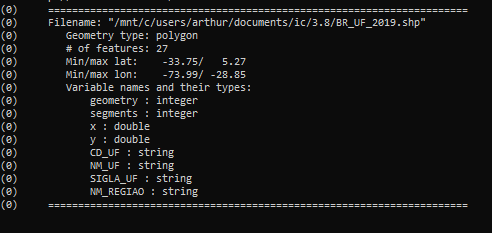 (0) ======================================================================
(0) Filename: "/mnt/c/users/arthur/documents/ic/3.8/BR_UF_2019.shp"
(0) Geometry type: polygon
(0) # of features: 27
(0) Min/max lat: -33.75/ 5.27
(0) Min/max lon: -73.99/ -28.85
(0) Variable names and their types:
(0) geometry : integer
(0) segments : integer
(0) x : double
(0) y : double
(0) CD_UF : string
(0) NM_UF : string
(0) SIGLA_UF : string
(0) NM_REGIAO : string
(0) ======================================================================